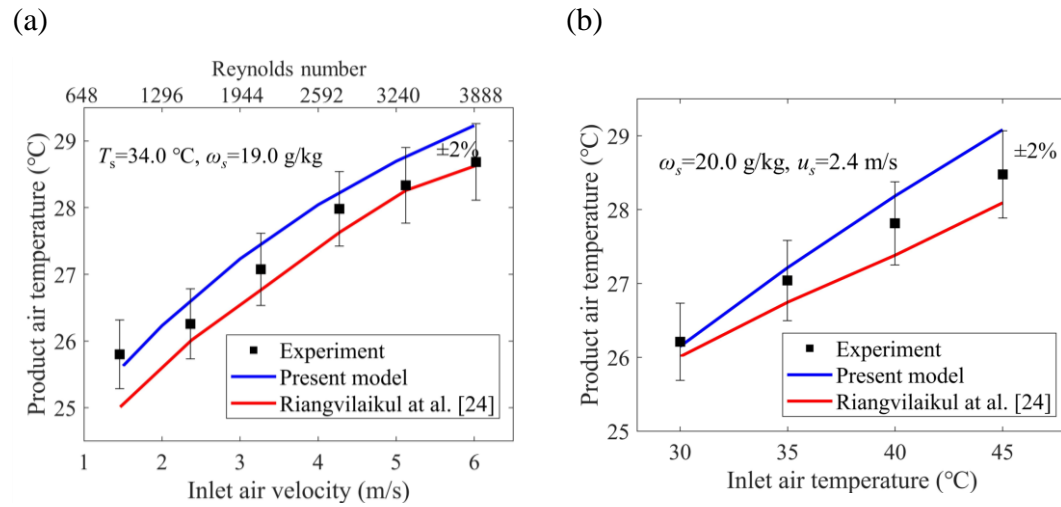 (a)
Reynolds number
648 1296 1944 2592 3240 3888
Product air temperature (℃)
29
28
27
26
25
Tₛ=34.0 ℃, ωₛ=19.0 g/kg
±2%
Experiment
Present model
Riangvilaikul at al. [24]
1 2 3 4 5 6
Inlet air velocity (m/s)
(b)
Product air temperature (℃)
29
28
27
26
25
ωₛ=20.0 g/kg, uₛ=2.4 m/s
±2%
Experiment
Present model
Riangvilaikul at al. [24]
30 35 40 45
Inlet air temperature (℃)